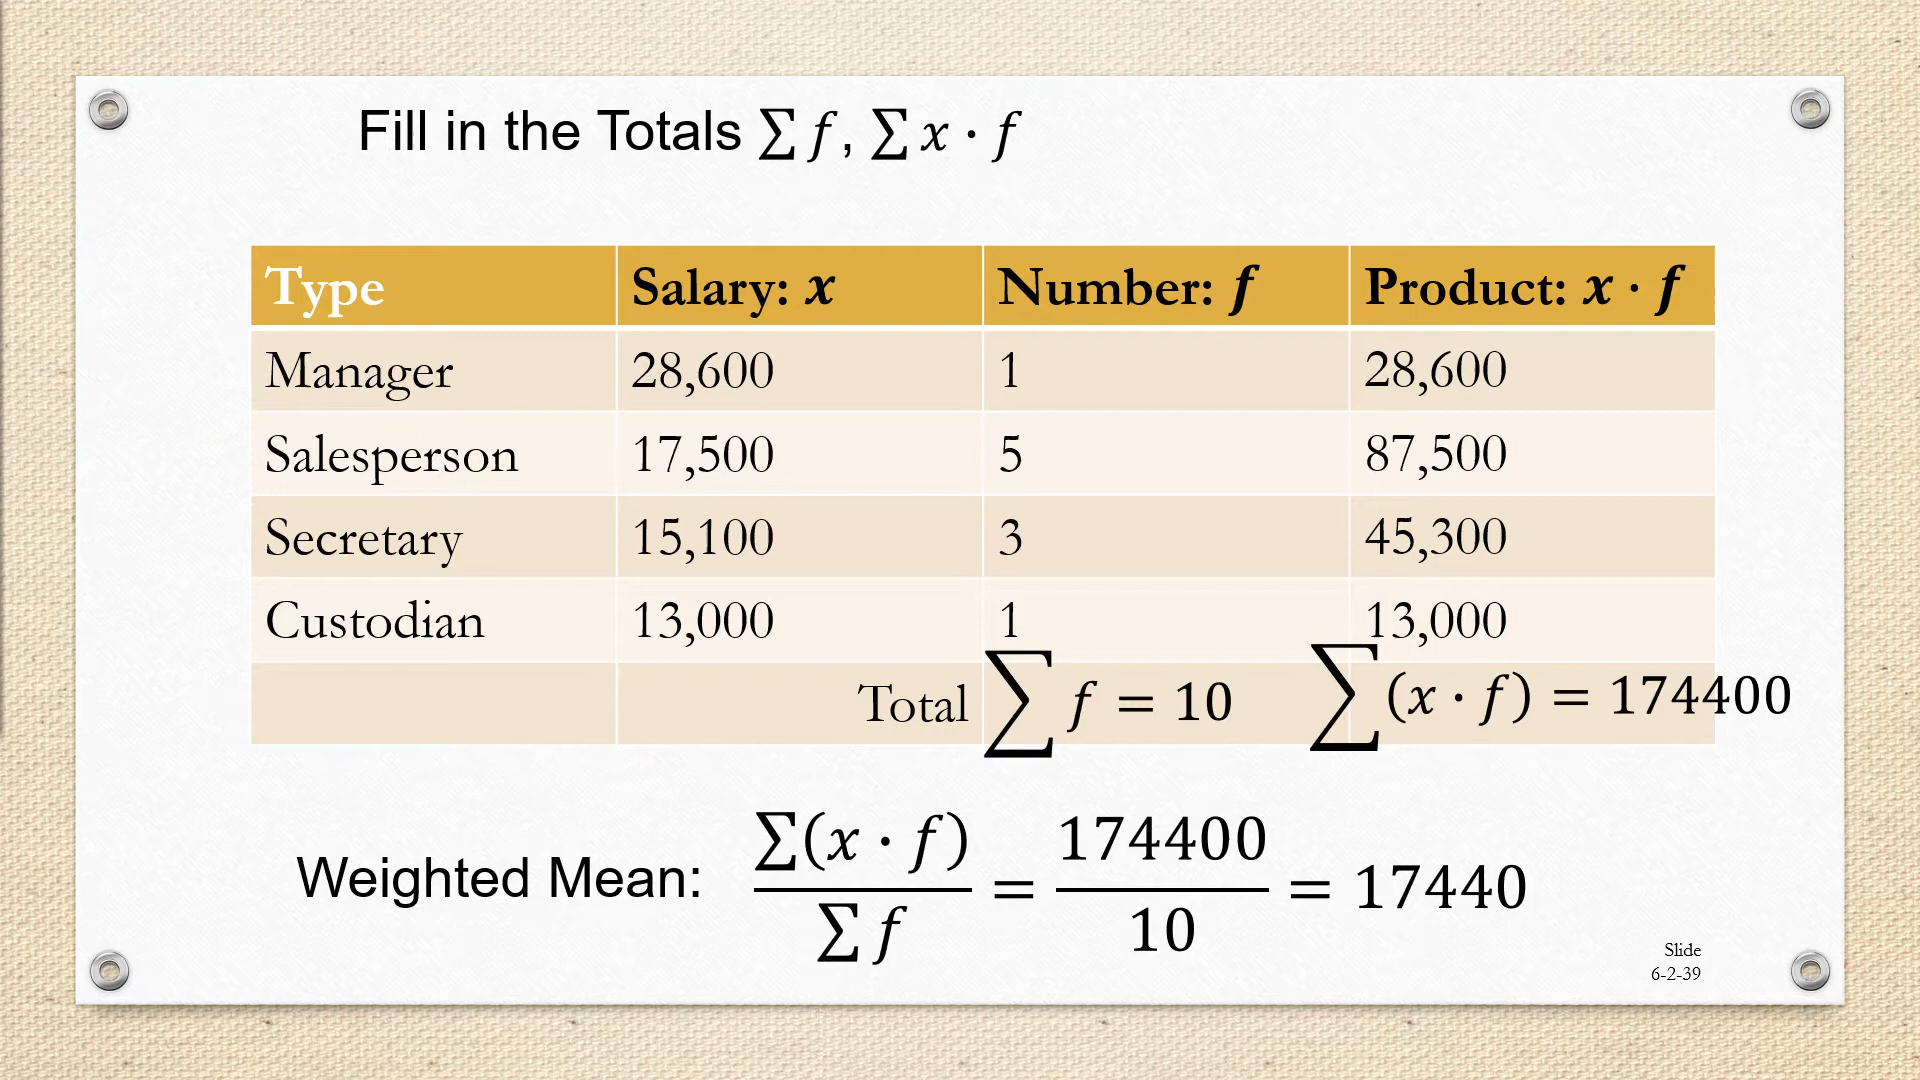 Fill in the Totals ∑ f, ∑ x · f
Type Salary: x Number: f Product: x · f
Manager 28,600 1 28,600
Salesperson 17,500 5 87,500
Secretary 15,100 3 45,300
Custodian 13,000 1 13,000
Total ∑ f = 10 ∑ (x · f) = 174400
Weighted Mean: ∑(x · f) / ∑ f = 174400 / 10 = 17440
Slide
6-2-39